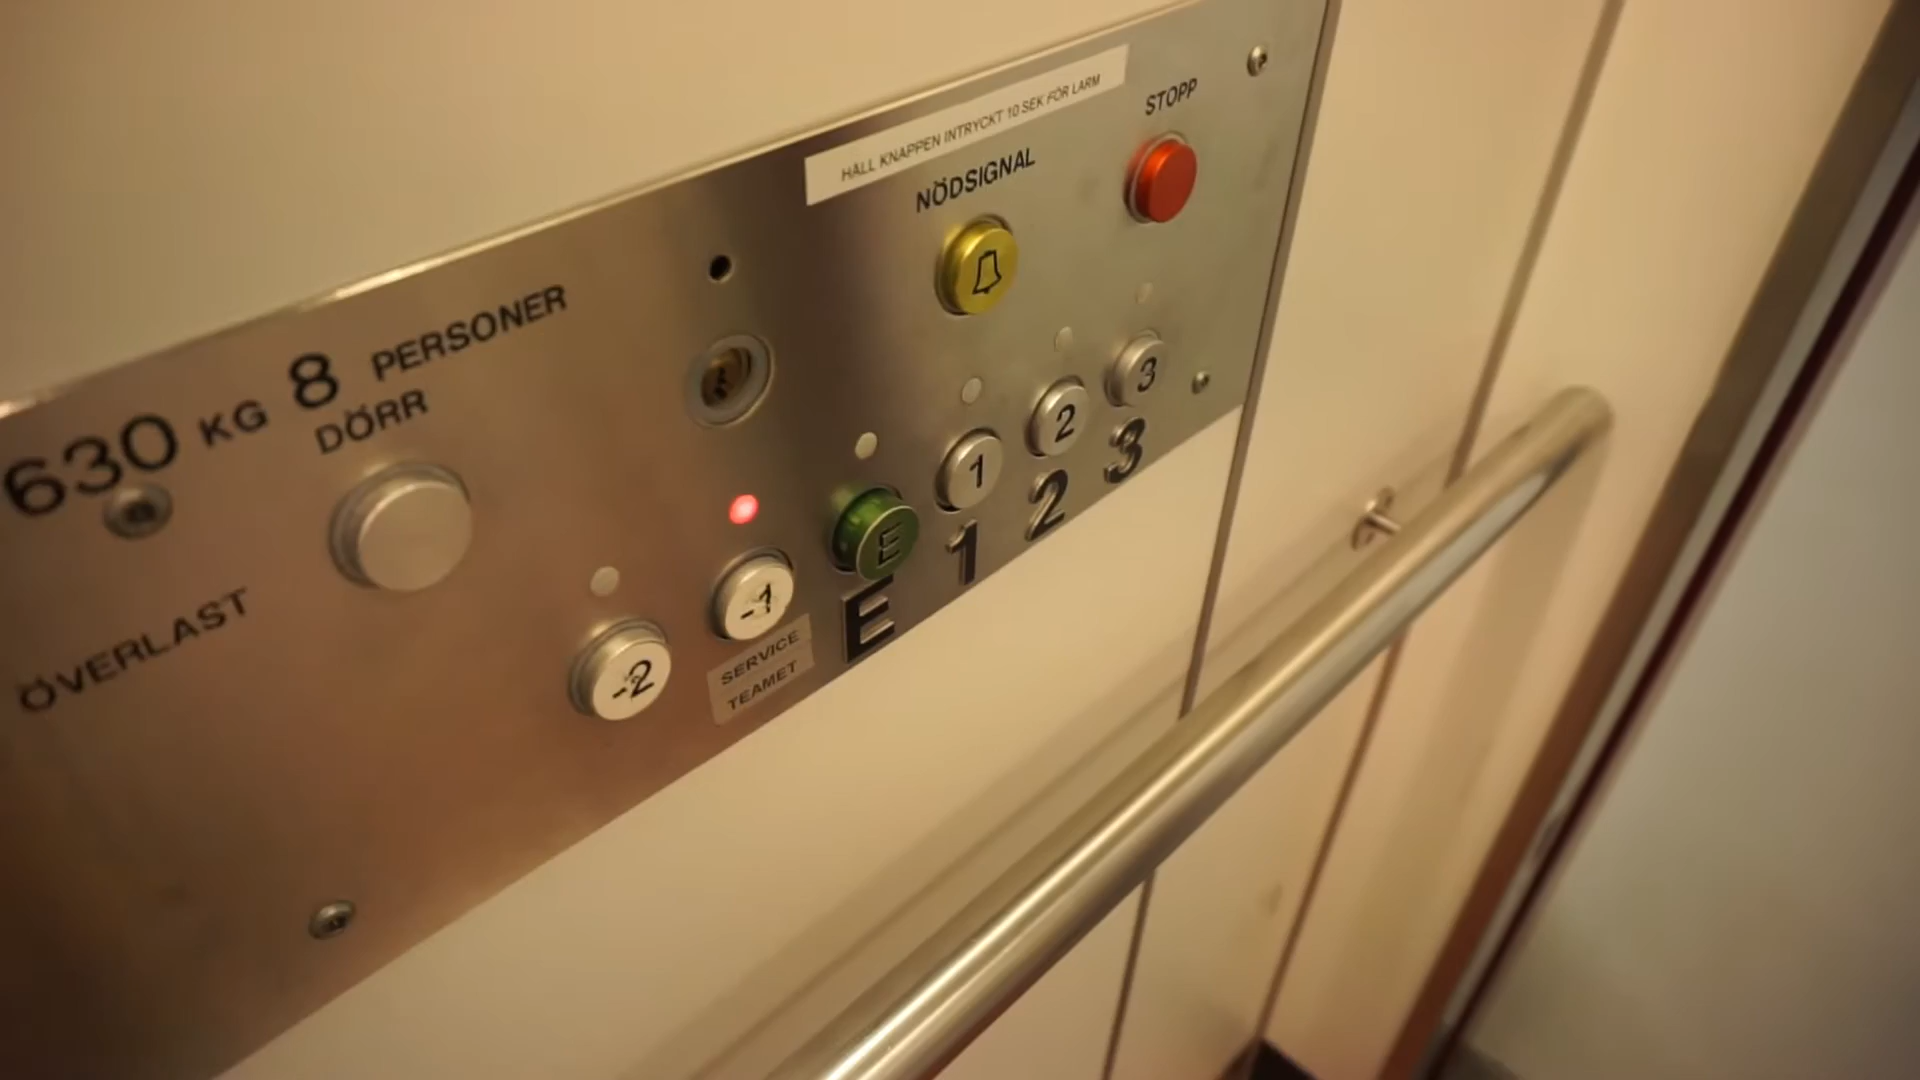 HÅLL KNAPPEN INTRYCKT 10 SEK FÖR LARM
STOPP
NÖDSIGNAL
630 KG 8 PERSONER
DÖRR
ÖVERLAST
-2
-1
E
1
2
3
SERVICE
TEAMET
E
1
2
3